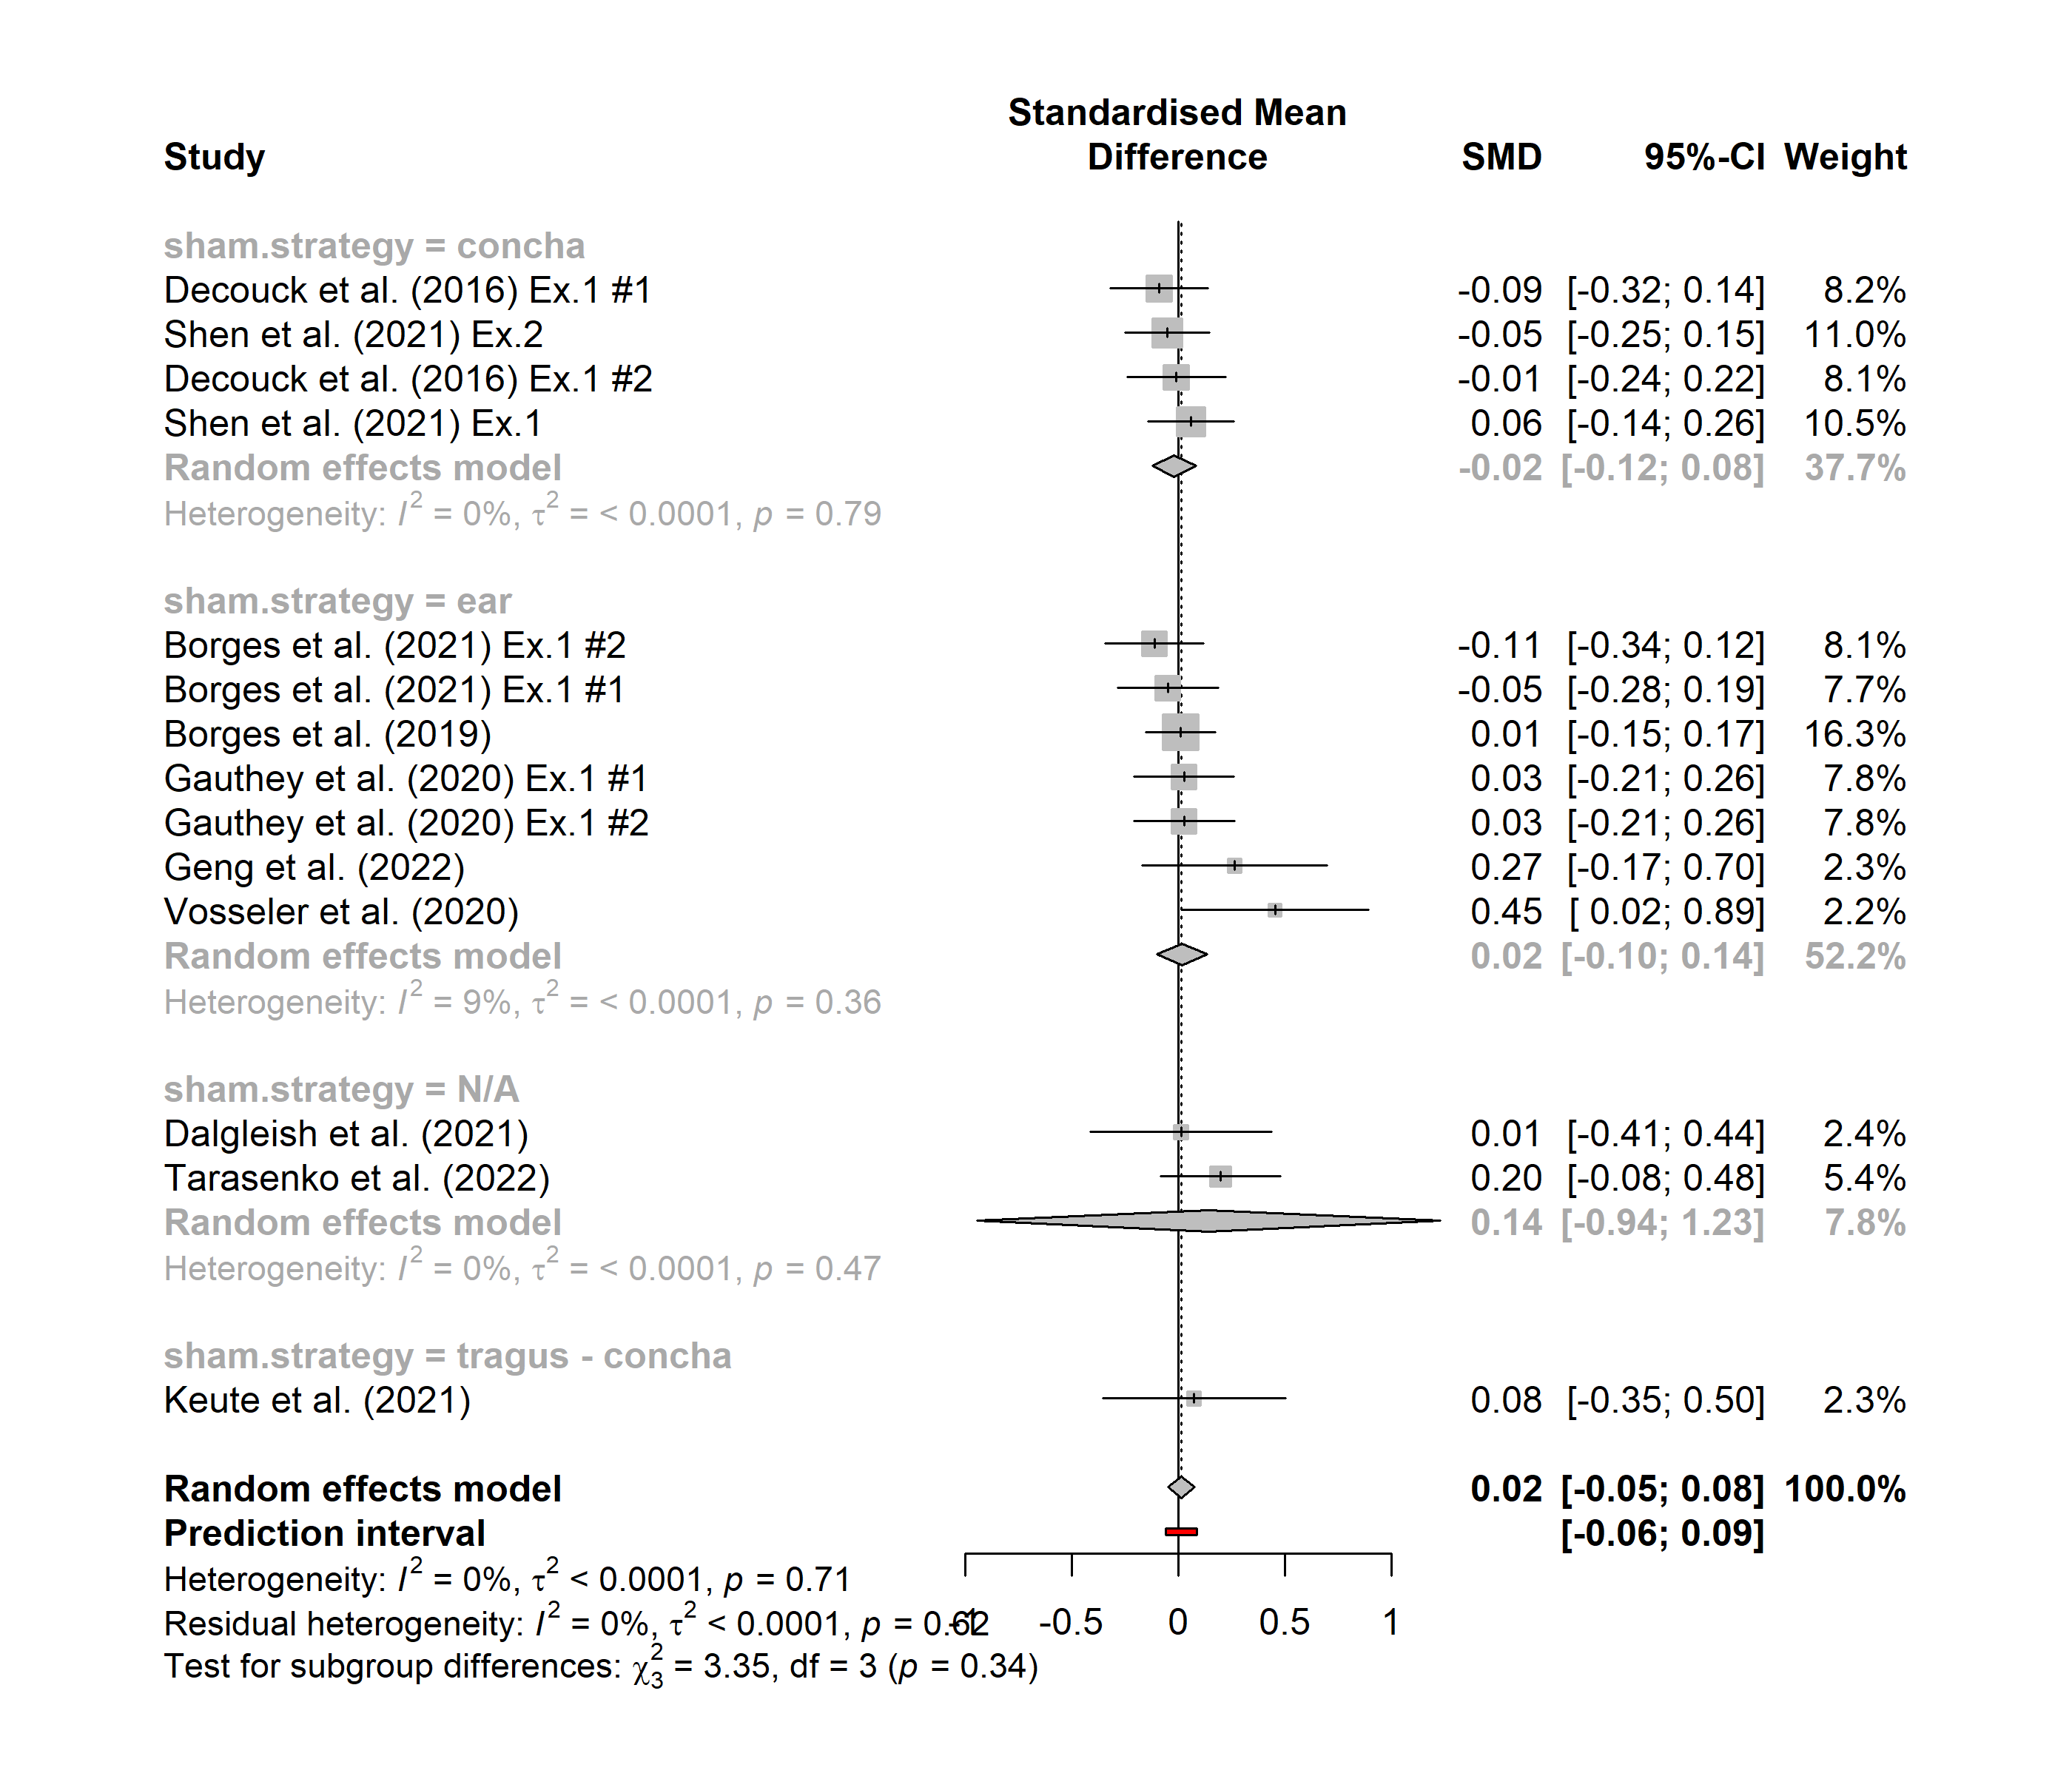 Standardised Mean
Study Difference SMD 95%-CI Weight
sham.strategy = concha
Decouck et al. (2016) Ex.1 #1 -0.09 [-0.32; 0.14] 8.2%
Shen et al. (2021) Ex.2 -0.05 [-0.25; 0.15] 11.0%
Decouck et al. (2016) Ex.1 #2 -0.01 [-0.24; 0.22] 8.1%
Shen et al. (2021) Ex.1 0.06 [-0.14; 0.26] 10.5%
Random effects model -0.02 [-0.12; 0.08] 37.7%
Heterogeneity: I² = 0%, τ² = < 0.0001, p = 0.79
sham.strategy = ear
Borges et al. (2021) Ex.1 #2 -0.11 [-0.34; 0.12] 8.1%
Borges et al. (2021) Ex.1 #1 -0.05 [-0.28; 0.19] 7.7%
Borges et al. (2019) 0.01 [-0.15; 0.17] 16.3%
Gauthey et al. (2020) Ex.1 #1 0.03 [-0.21; 0.26] 7.8%
Gauthey et al. (2020) Ex.1 #2 0.03 [-0.21; 0.26] 7.8%
Geng et al. (2022) 0.27 [-0.17; 0.70] 2.3%
Vosseler et al. (2020) 0.45 [ 0.02; 0.89] 2.2%
Random effects model 0.02 [-0.10; 0.14] 52.2%
Heterogeneity: I² = 9%, τ² = < 0.0001, p = 0.36
sham.strategy = N/A
Dalgleish et al. (2021) 0.01 [-0.41; 0.44] 2.4%
Tarasenko et al. (2022) 0.20 [-0.08; 0.48] 5.4%
Random effects model 0.14 [-0.94; 1.23] 7.8%
Heterogeneity: I² = 0%, τ² = < 0.0001, p = 0.47
sham.strategy = tragus - concha
Keute et al. (2021) 0.08 [-0.35; 0.50] 2.3%
Random effects model 0.02 [-0.05; 0.08] 100.0%
Prediction interval [-0.06; 0.09]
Heterogeneity: I² = 0%, τ² < 0.0001, p = 0.71
Residual heterogeneity: I² = 0%, τ² < 0.0001, p = 0.62 -1 -0.5 0 0.5 1
Test for subgroup differences: χ²₃ = 3.35, df = 3 (p = 0.34)